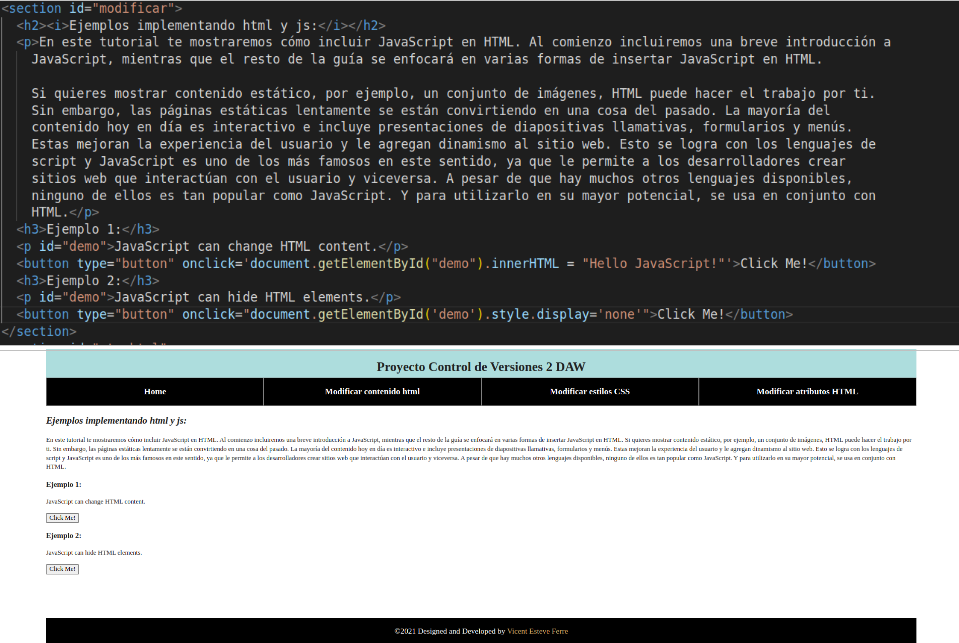 <section id="modificar">
<h2><i>Ejemplos implementando html y js:</i></h2>
<p>En este tutorial te mostraremos cómo incluir JavaScript en HTML. Al comienzo incluiremos una breve introducción a
JavaScript, mientras que el resto de la guía se enfocará en varias formas de insertar JavaScript en HTML.
Si quieres mostrar contenido estático, por ejemplo, un conjunto de imágenes, HTML puede hacer el trabajo por ti.
Sin embargo, las páginas estáticas lentamente se están convirtiendo en una cosa del pasado. La mayoría del
contenido hoy en día es interactivo e incluye presentaciones de diapositivas llamativas, formularios y menús.
Estas mejoran la experiencia del usuario y le agregan dinamismo al sitio web. Esto se logra con los lenguajes de
script y JavaScript es uno de los más famosos en este sentido, ya que le permite a los desarrolladores crear
sitios web que interactúan con el usuario y viceversa. A pesar de que hay muchos otros lenguajes disponibles,
ninguno de ellos es tan popular como JavaScript. Y para utilizarlo en su mayor potencial, se usa en conjunto con
HTML.</p>
<h3>Ejemplo 1:</h3>
<p id="demo">JavaScript can change HTML content.</p>
<button type="button" onclick='document.getElementById("demo").innerHTML = "Hello JavaScript!"'>Click Me!</button>
<h3>Ejemplo 2:</h3>
<p id="demo">JavaScript can hide HTML elements.</p>
<button type="button" onclick="document.getElementById('demo').style.display='none'">Click Me!</button>
</section>
Proyecto Control de Versiones 2 DAW
Home Modificar contenido html Modificar estilos CSS Modificar atributos HTML
Ejemplos implementando html y js:
En este tutorial te mostraremos cómo incluir JavaScript en HTML. Al comienzo incluiremos una breve introducción a JavaScript, mientras que el resto de la guía se enfocará en varias formas de insertar JavaScript en HTML. Si quieres mostrar contenido estático, por ejemplo, un conjunto de imágenes, HTML puede hacer el trabajo por
ti. Sin embargo, las páginas estáticas lentamente se están convirtiendo en una cosa del pasado. La mayoría del contenido hoy en día es interactivo e incluye presentaciones de diapositivas llamativas, formularios y menús. Estas mejoran la experiencia del usuario y le agregan dinamismo al sitio web. Esto se logra con los lenguajes de
script y JavaScript es uno de los más famosos en este sentido, ya que le permite a los desarrolladores crear sitios web que interactúan con el usuario y viceversa. A pesar de que hay muchos otros lenguajes disponibles, ninguno de ellos es tan popular como JavaScript. Y para utilizarlo en su mayor potencial, se usa en conjunto con
HTML.
Ejemplo 1:
JavaScript can change HTML content.
Click Me!
Ejemplo 2:
JavaScript can hide HTML elements.
Click Me!
©2021 Designed and Developed by Vicent Esteve Ferre